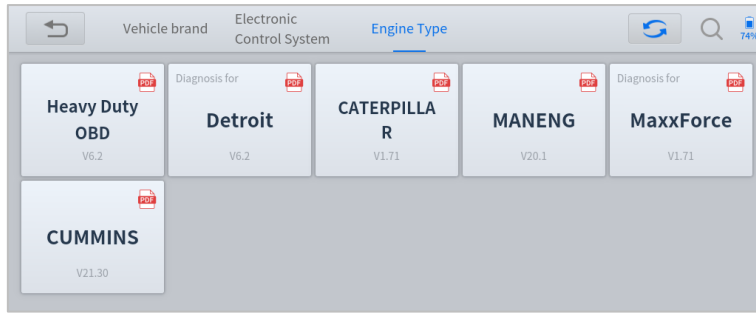 Vehicle brand
Electronic
Control System
Engine Type
74%
PDF
Heavy Duty
OBD
V6.2
Diagnosis for
PDF
Detroit
V6.2
PDF
CATERPILLA
R
V1.71
PDF
MANENG
V20.1
Diagnosis for
PDF
MaxxForce
V1.71
PDF
CUMMINS
V21.30